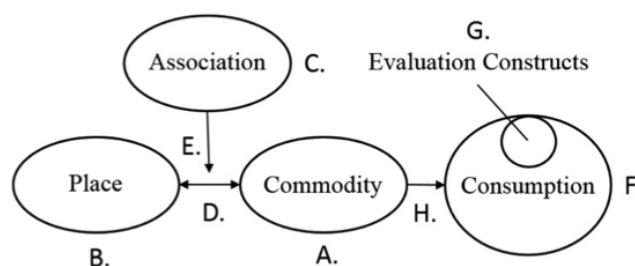 G.
Association C. Evaluation Constructs
E.
Place Commodity Consumption F
D. H.
B. A.